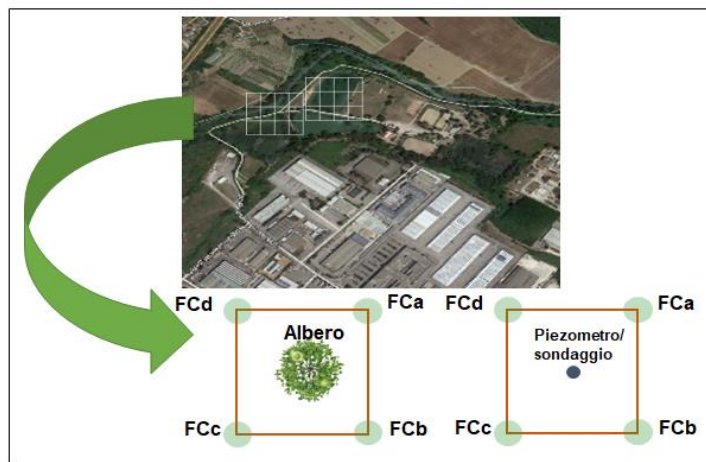 FCd
FCa
Albero
FCc
FCb
FCd
FCa
Piezometro/
sondaggio
FCc
FCb